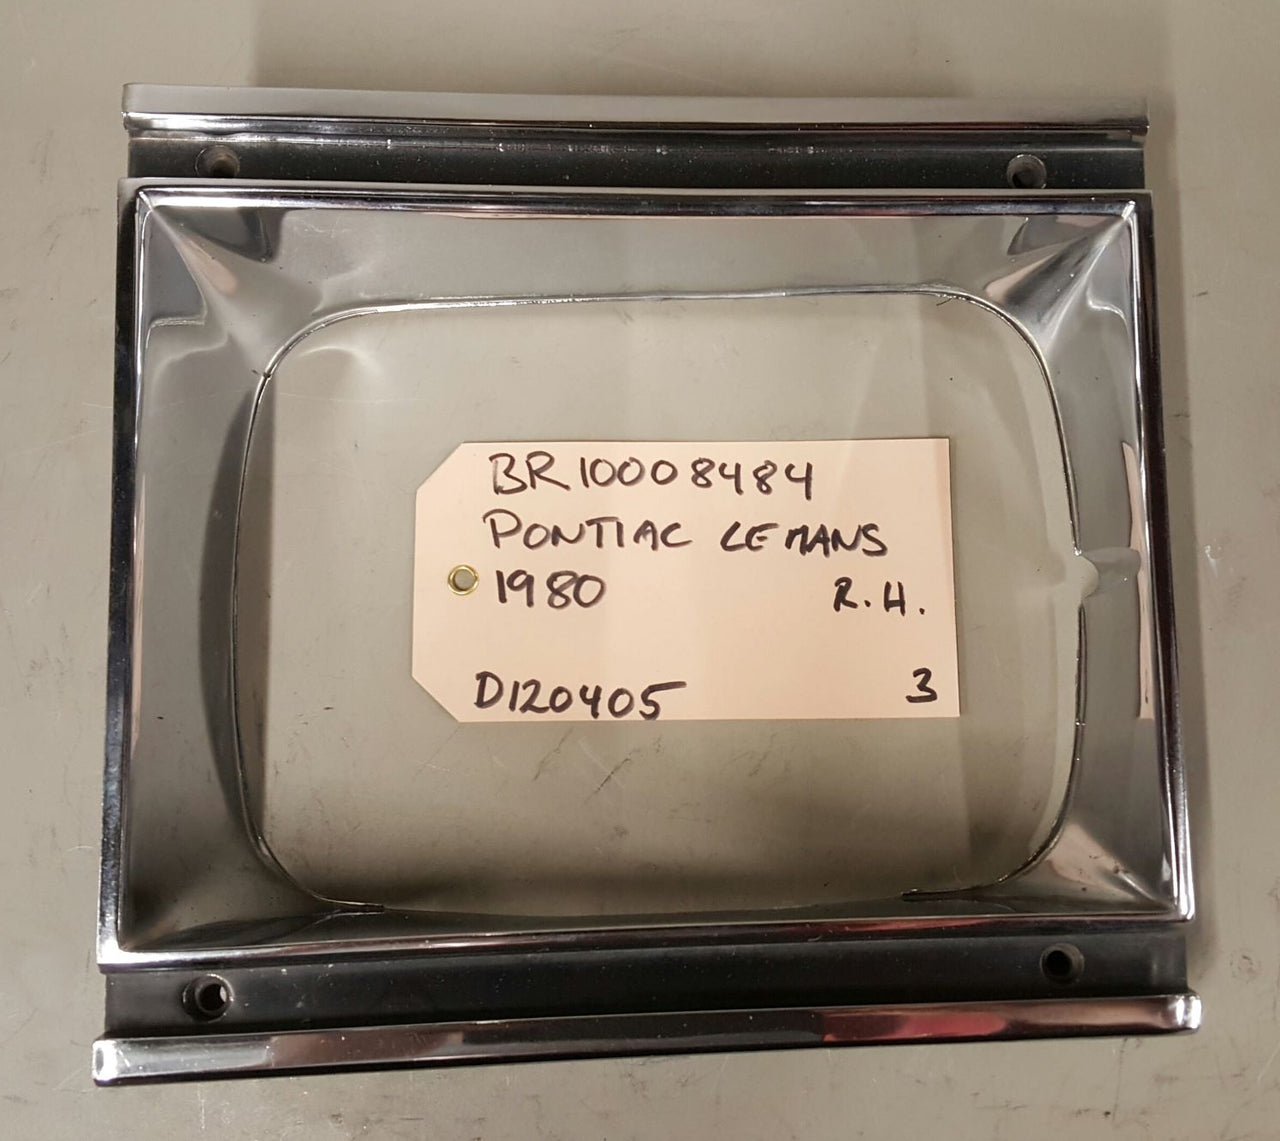 BR10008484
PONTIAC LEMANS
1980 R.H.
D120405 3